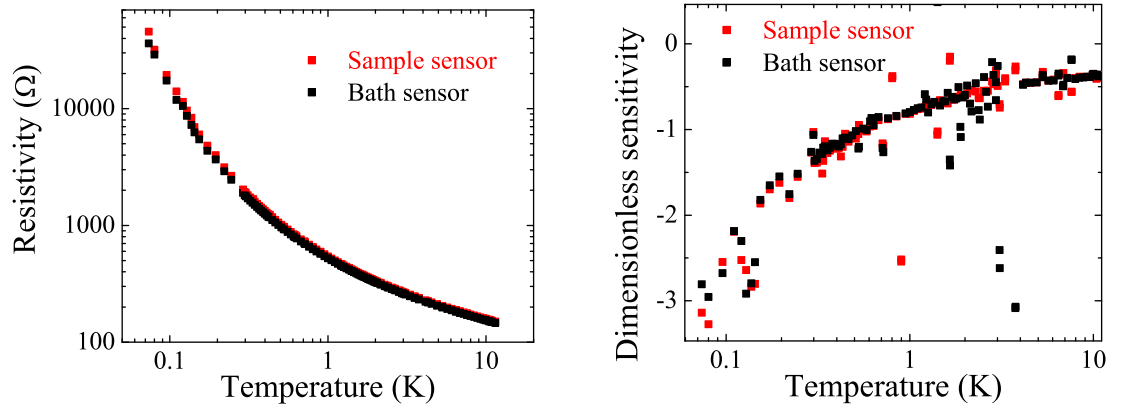 Resistivity (Ω)
10000
1000
100
Sample sensor
Bath sensor
0.1
1
10
Temperature (K)
Dimensionless sensitivity
0
-1
-2
-3
Sample sensor
Bath sensor
0.1
1
10
Temperature (K)